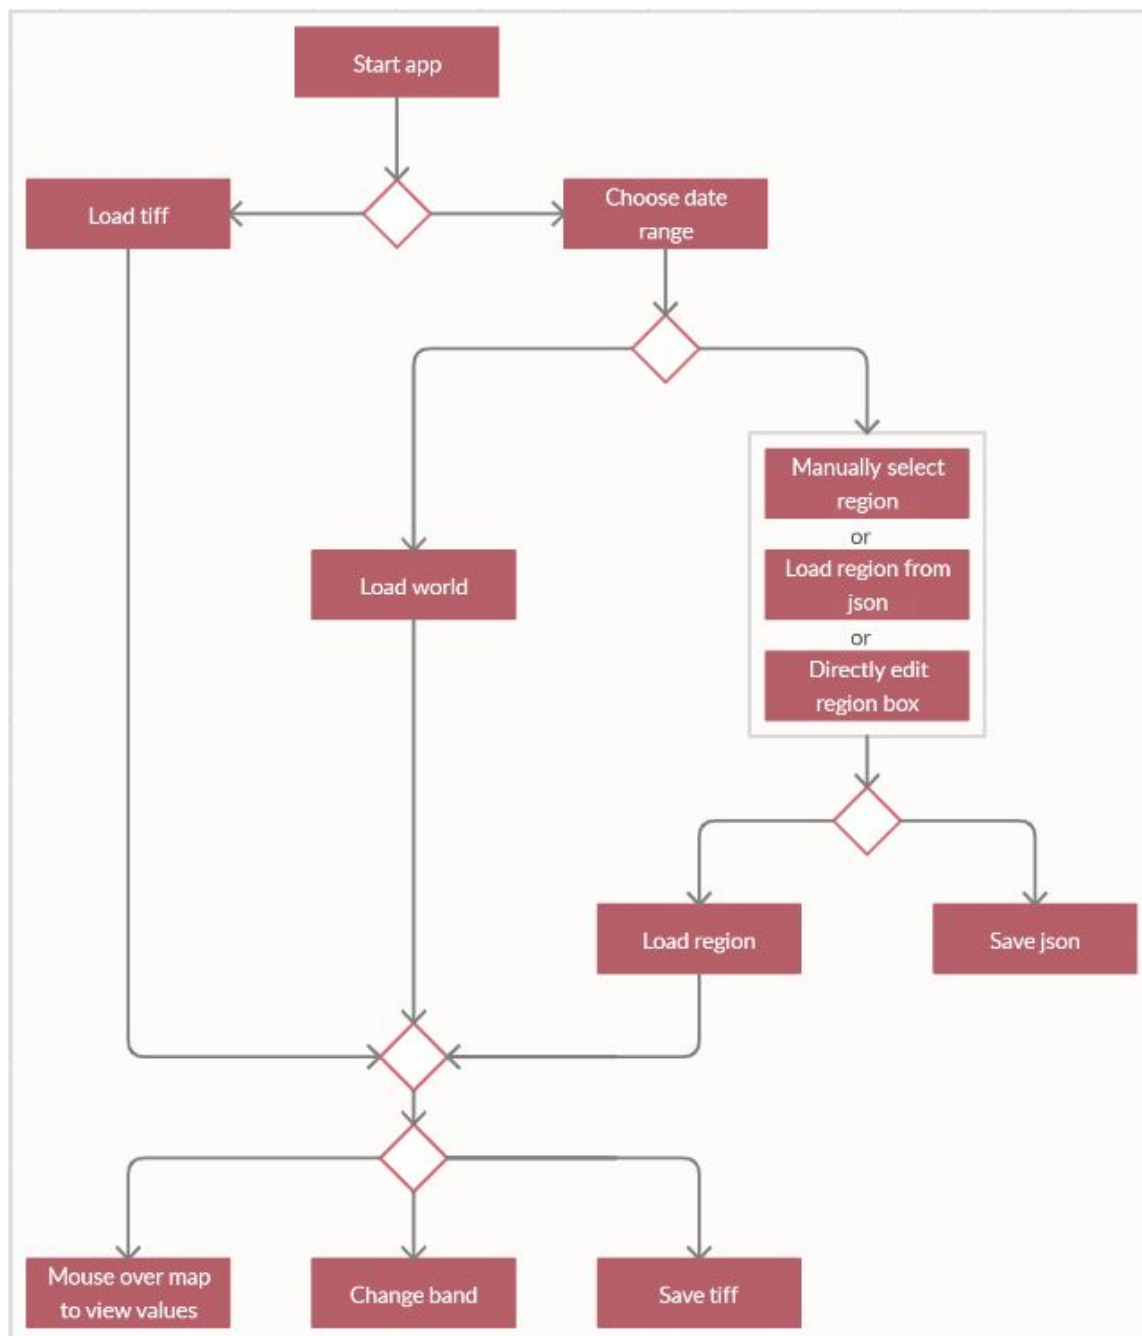 Start app
Load tiff
Choose date
range
Manually select
region
or
Load region from
json
or
Directly edit
region box
Load world
Load region
Save json
Mouse over map
to view values
Change band
Save tiff